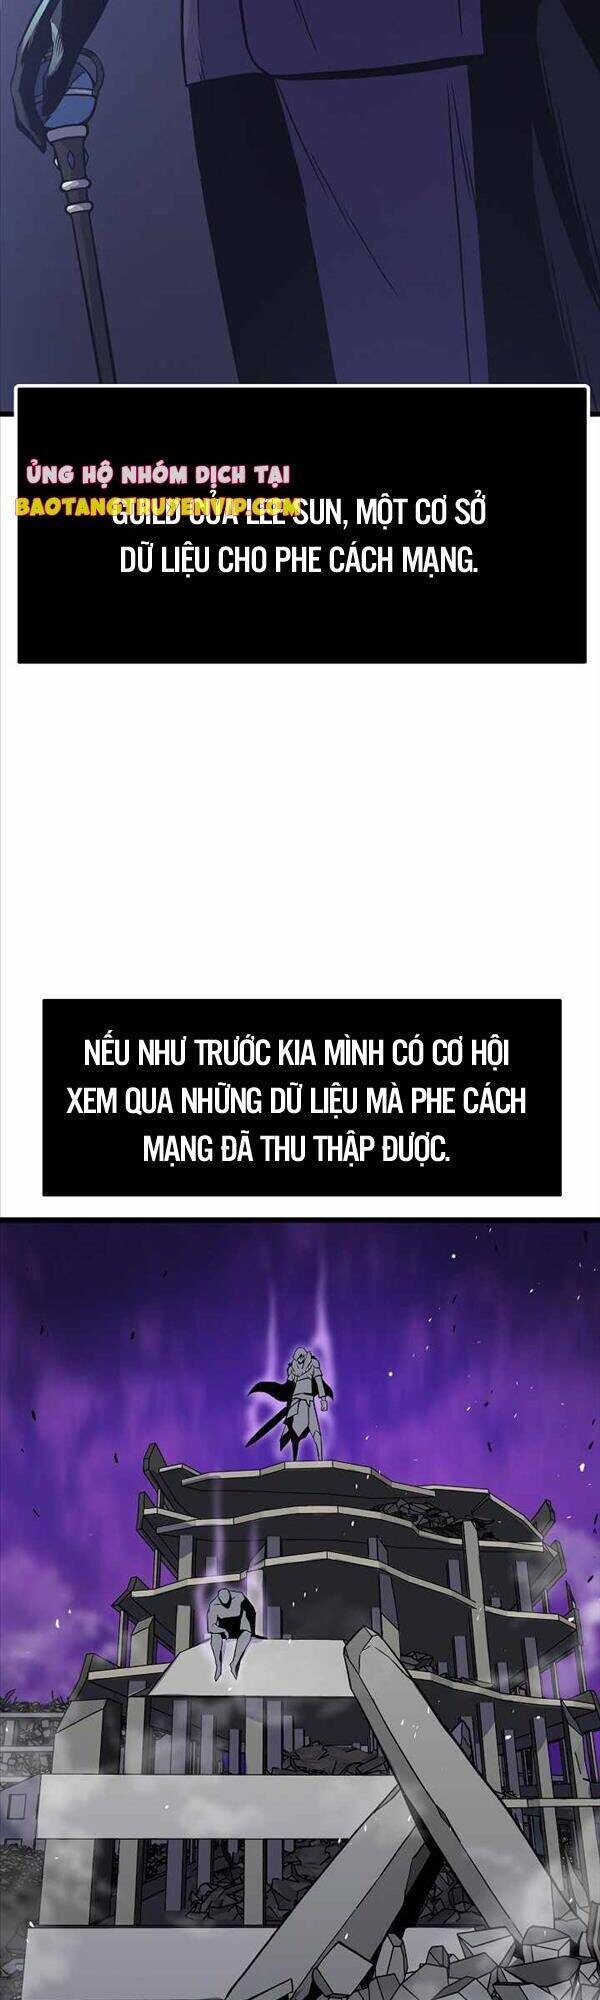 ỦNG HỘ NHÓM DỊCH TẠI
BAOTANGTRUYENVIP.COM
GUILD CỦA LEE SUN, MỘT CƠ SỞ
DỮ LIỆU CHO PHE CÁCH MẠNG.
NẾU NHƯ TRƯỚC KIA MÌNH CÓ CƠ HỘI
XEM QUA NHỮNG DỮ LIỆU MÀ PHE CÁCH
MẠNG ĐÃ THU THẬP ĐƯỢC.